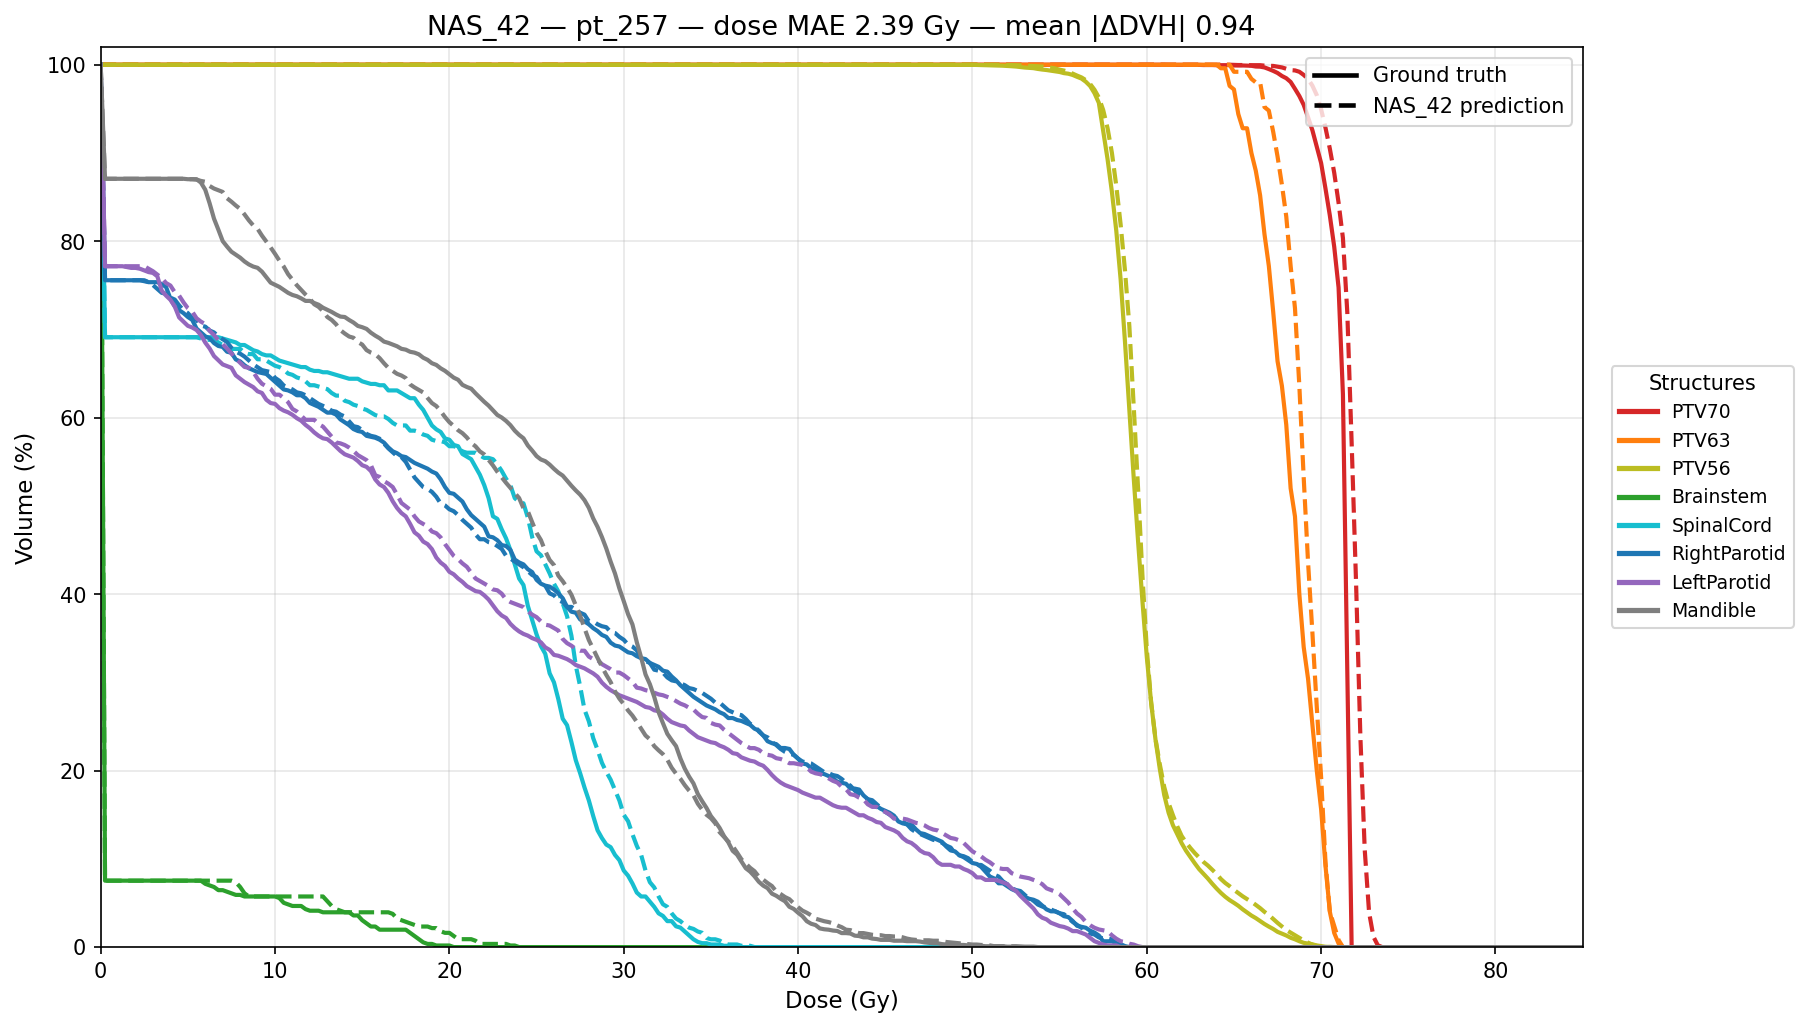 NAS_42 — pt_257 — dose MAE 2.39 Gy — mean |ΔDVH| 0.94
Ground truth
NAS_42 prediction
Volume (%)
100
80
60
40
20
0
0 10 20 30 40 50 60 70 80
Dose (Gy)
Structures
PTV70
PTV63
PTV56
Brainstem
SpinalCord
RightParotid
LeftParotid
Mandible